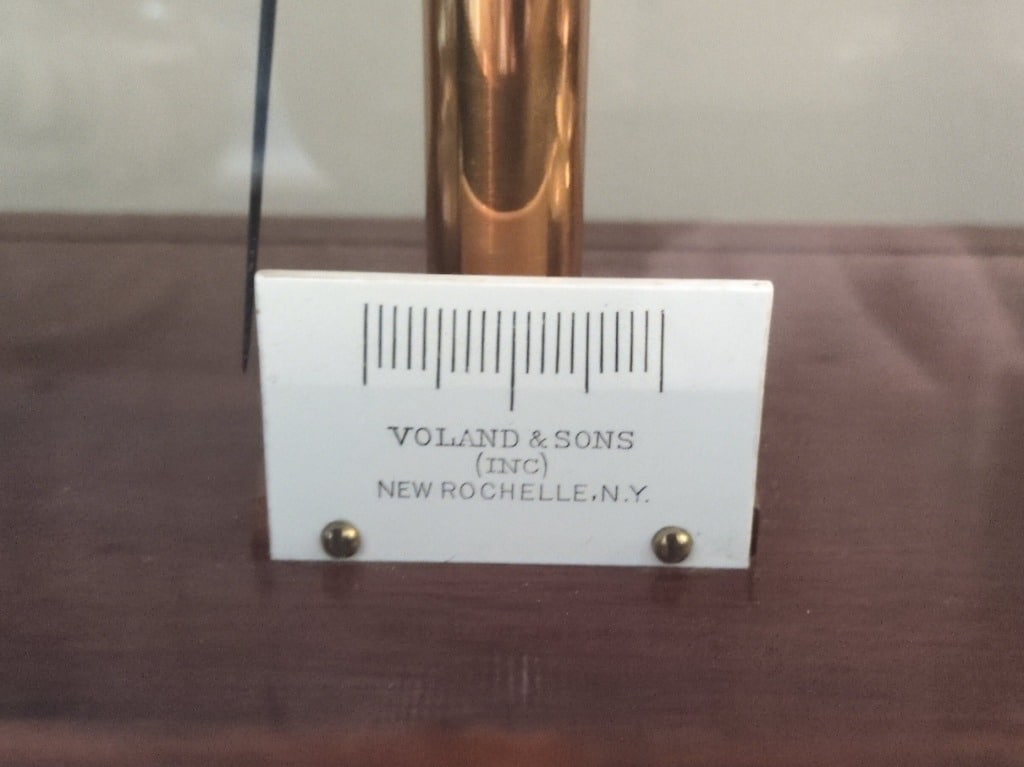 VOLAND & SONS
(INC)
NEW ROCHELLE, N.Y.